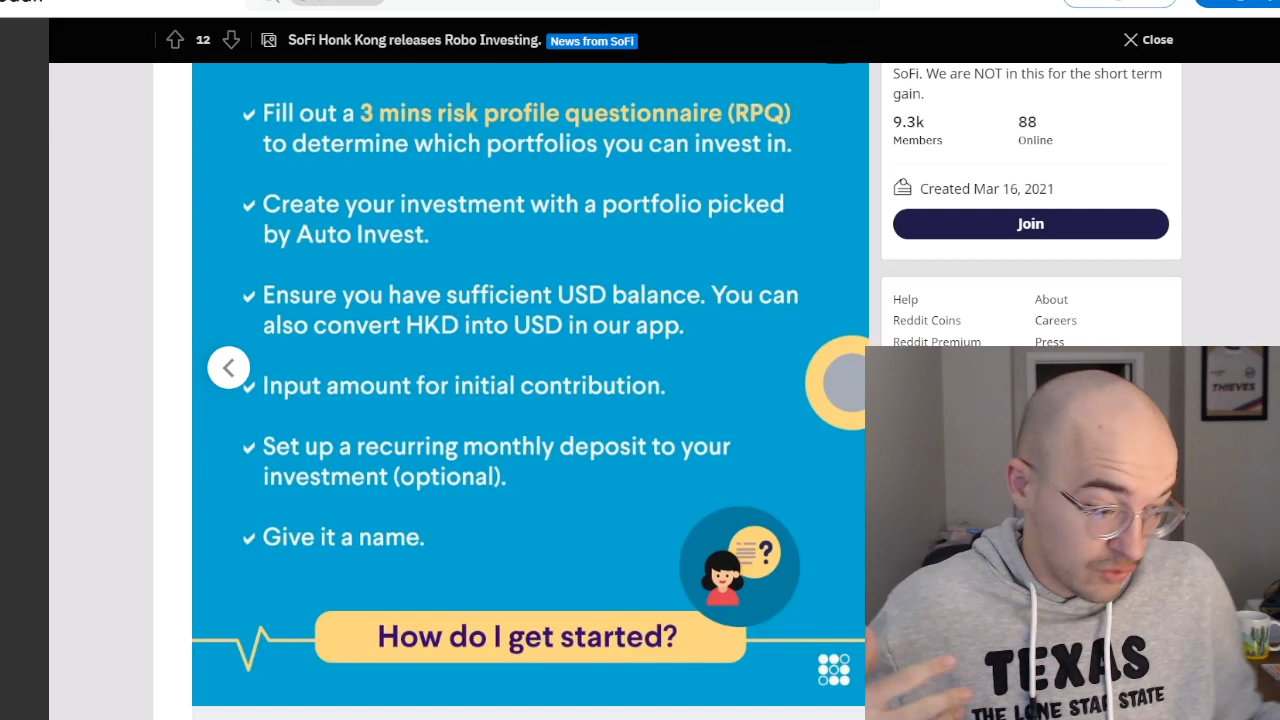 12
SoFi Honk Kong releases Robo Investing.
News from SoFi
Close
Fill out a 3 mins risk profile questionnaire (RPQ)
to determine which portfolios you can invest in.
Create your investment with a portfolio picked
by Auto Invest.
Ensure you have sufficient USD balance. You can
also convert HKD into USD in our app.
Input amount for initial contribution.
Set up a recurring monthly deposit to your
investment (optional).
Give it a name.
?
How do I get started?
SoFi. We are NOT in this for the short term
gain.
9.3k
88
Members
Online
Created Mar 16, 2021
Join
Help
About
Reddit Coins
Careers
Reddit Premium
Press
THIEVES
TEXAS
THE LONE STAR STATE